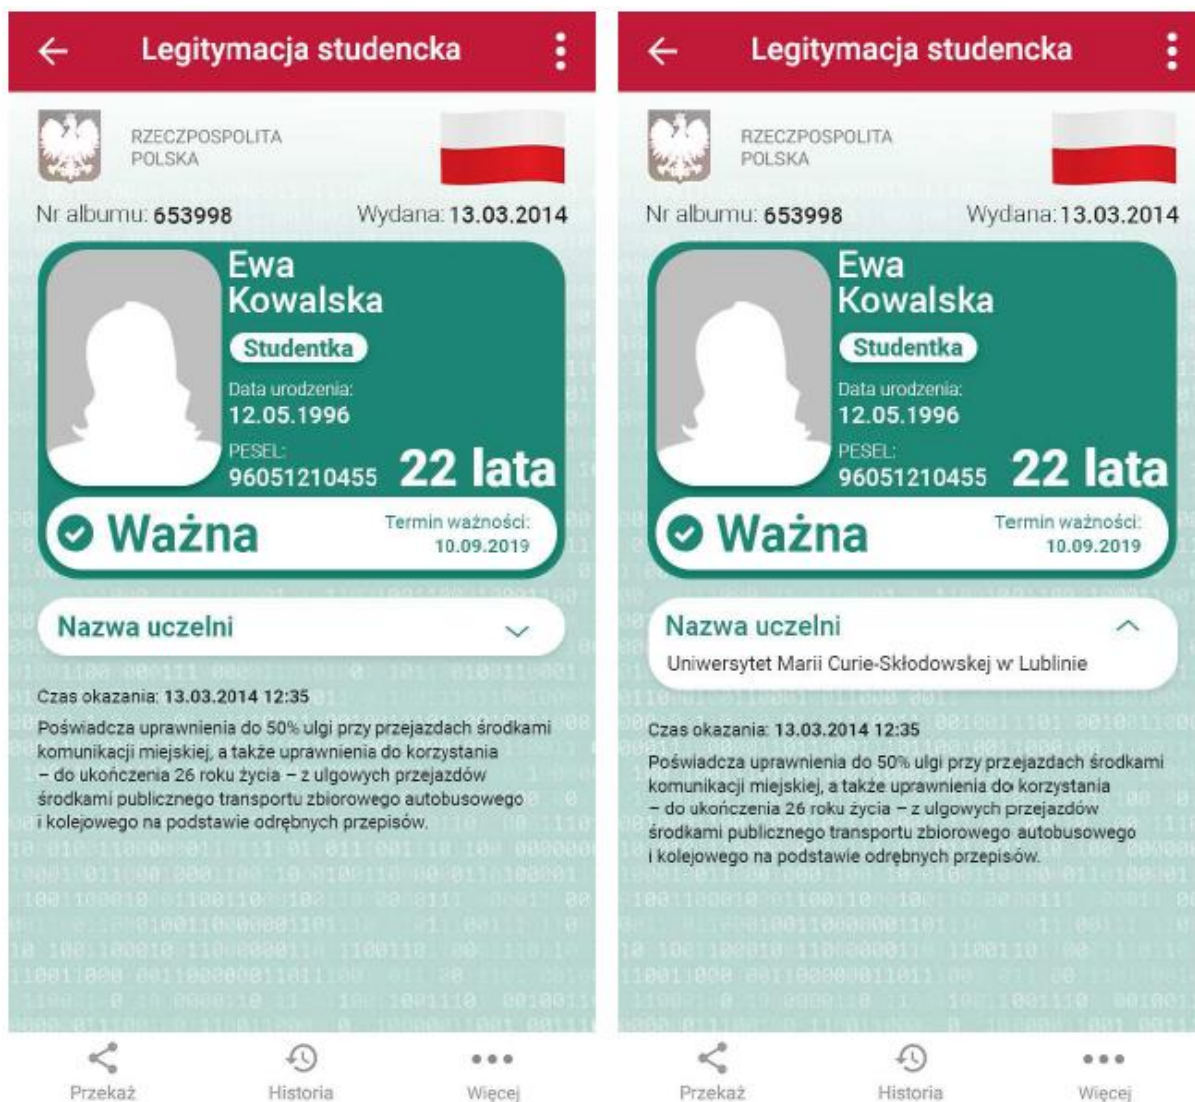 Legitymacja studencka
RZECZPOSPOLITA
POLSKA
Nr albumu: 653998 Wydana: 13.03.2014
Ewa
Kowalska
Studentka
Data urodzenia:
12.05.1996
PESEL:
96051210455 22 lata
Ważna Termin ważności:
10.09.2019
Nazwa uczelni
Czas okazania: 13.03.2014 12:35
Poświadcza uprawnienia do 50% ulgi przy przejazdach środkami
komunikacji miejskiej, a także uprawnienia do korzystania
– do ukończenia 26 roku życia – z ulgowych przejazdów
środkami publicznego transportu zbiorowego autobusowego
i kolejowego na podstawie odrębnych przepisów.
Przekaż Historia Więcej
Legitymacja studencka
RZECZPOSPOLITA
POLSKA
Nr albumu: 653998 Wydana: 13.03.2014
Ewa
Kowalska
Studentka
Data urodzenia:
12.05.1996
PESEL:
96051210455 22 lata
Ważna Termin ważności:
10.09.2019
Nazwa uczelni
Uniwersytet Marii Curie-Skłodowskej w Lublinie
Czas okazania: 13.03.2014 12:35
Poświadcza uprawnienia do 50% ulgi przy przejazdach środkami
komunikacji miejskiej, a także uprawnienia do korzystania
– do ukończenia 26 roku życia – z ulgowych przejazdów
środkami publicznego transportu zbiorowego autobusowego
i kolejowego na podstawie odrębnych przepisów.
Przekaż Historia Więcej